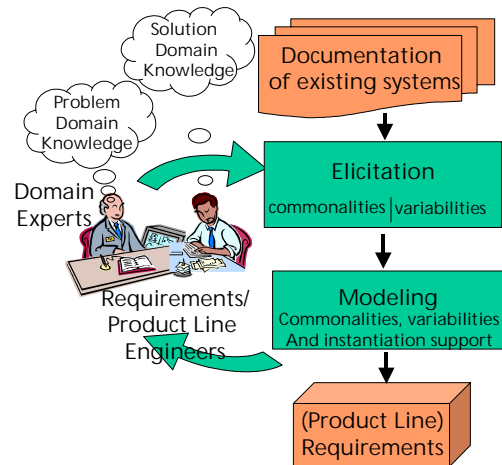 Solution
Domain
Knowledge
Problem
Domain
Knowledge
Documentation
of existing systems
Domain
Experts
Elicitation
commonalities | variabilities
Requirements/
Product Line
Engineers
Modeling
Commonalities, variabilities
And instantiation support
(Product Line)
Requirements